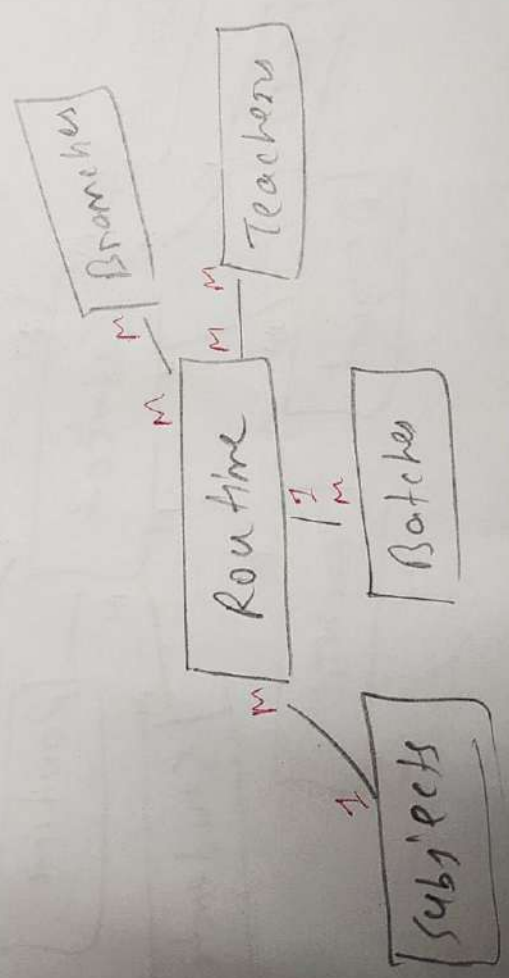 Branches
M
M
Teachers
M M
Routine
M
1
M
1
Batches
Subjects